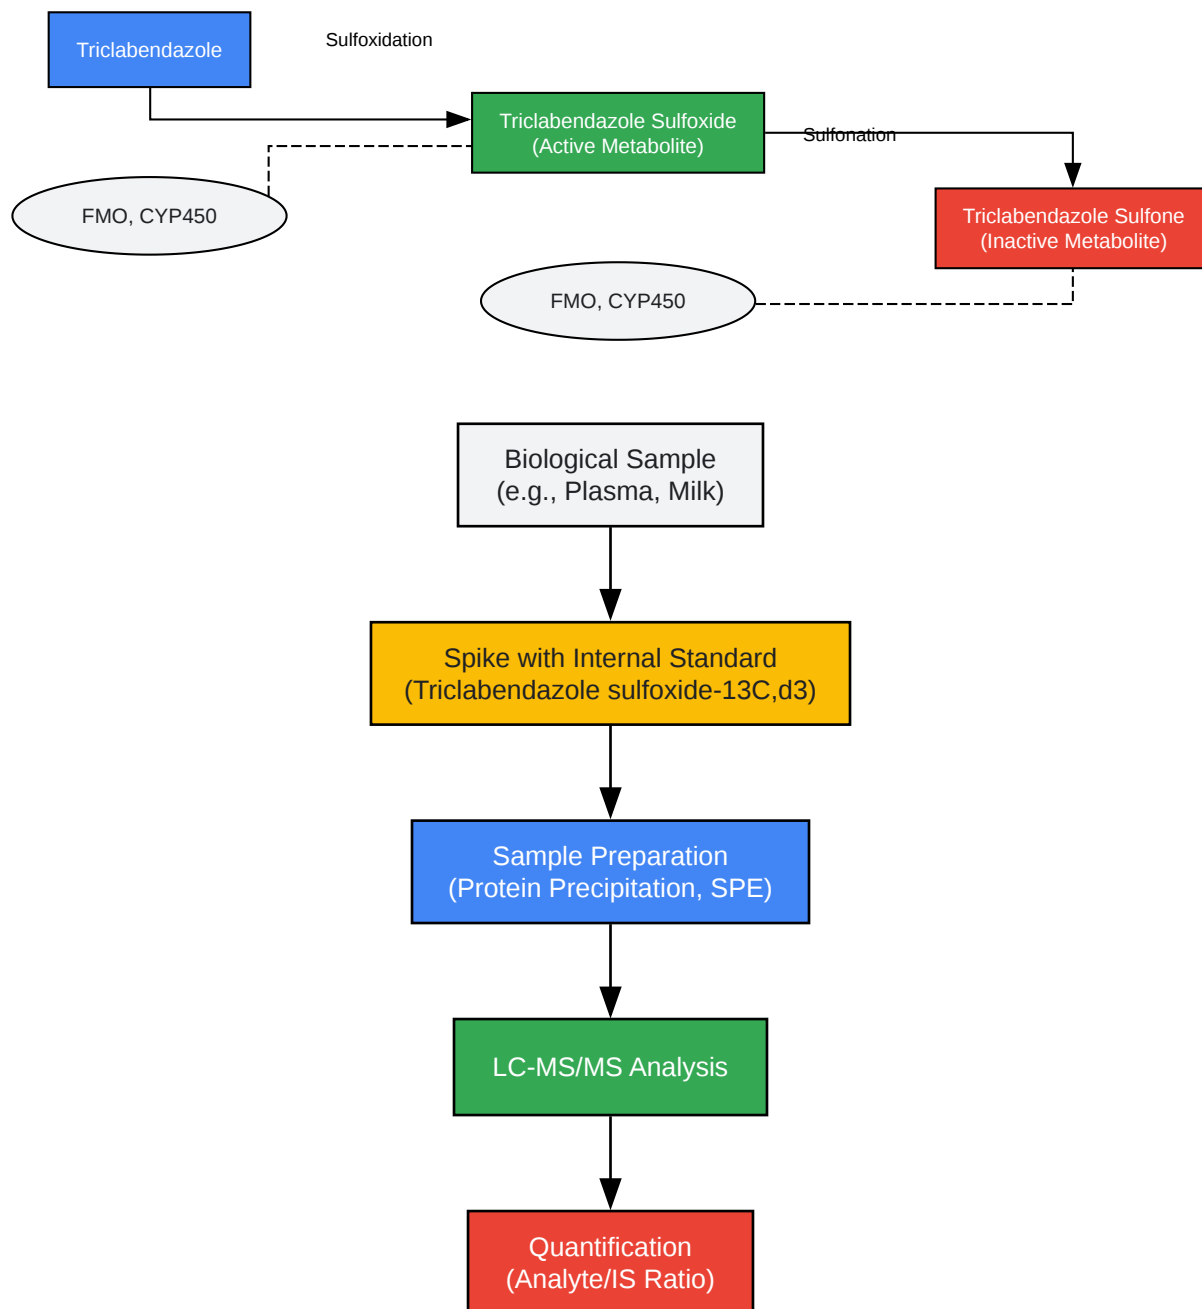 Triclabendazole
Sulfoxidation
Triclabendazole Sulfoxide
(Active Metabolite)
Sulfonation
FMO, CYP450
Triclabendazole Sulfone
(Inactive Metabolite)
FMO, CYP450
Biological Sample
(e.g., Plasma, Milk)
Spike with Internal Standard
(Triclabendazole sulfoxide-13C,d3)
Sample Preparation
(Protein Precipitation, SPE)
LC-MS/MS Analysis
Quantification
(Analyte/IS Ratio)